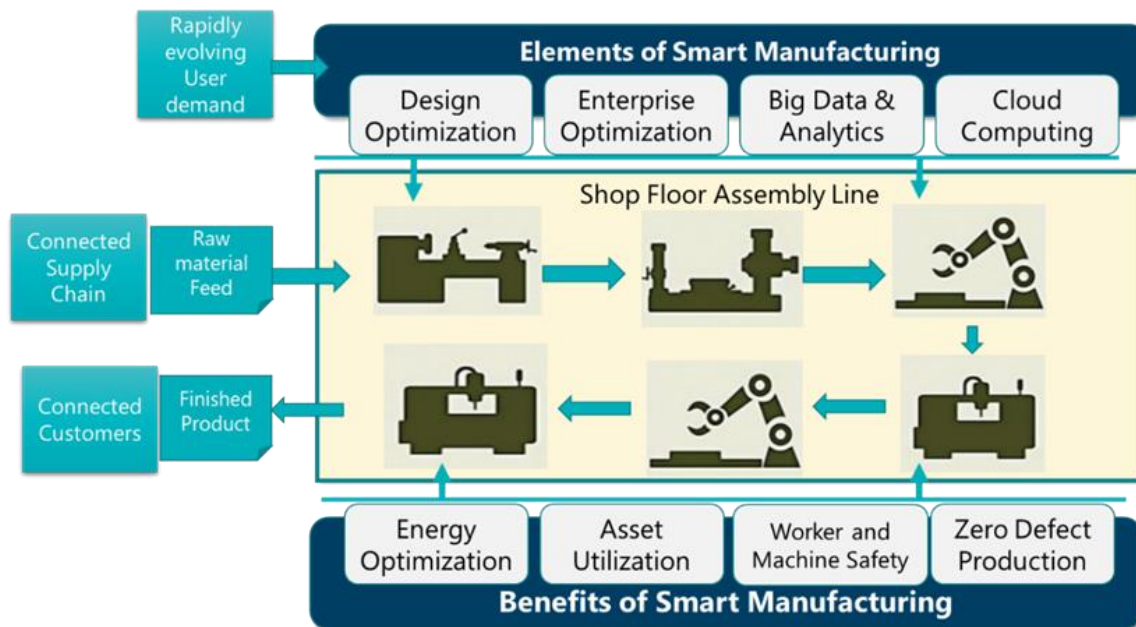 Rapidly
evolving
User
demand
Elements of Smart Manufacturing
Design
Optimization
Enterprise
Optimization
Big Data &
Analytics
Cloud
Computing
Shop Floor Assembly Line
Connected
Supply
Chain
Raw
material
Feed
Connected
Customers
Finished
Product
Energy
Optimization
Asset
Utilization
Worker and
Machine Safety
Zero Defect
Production
Benefits of Smart Manufacturing